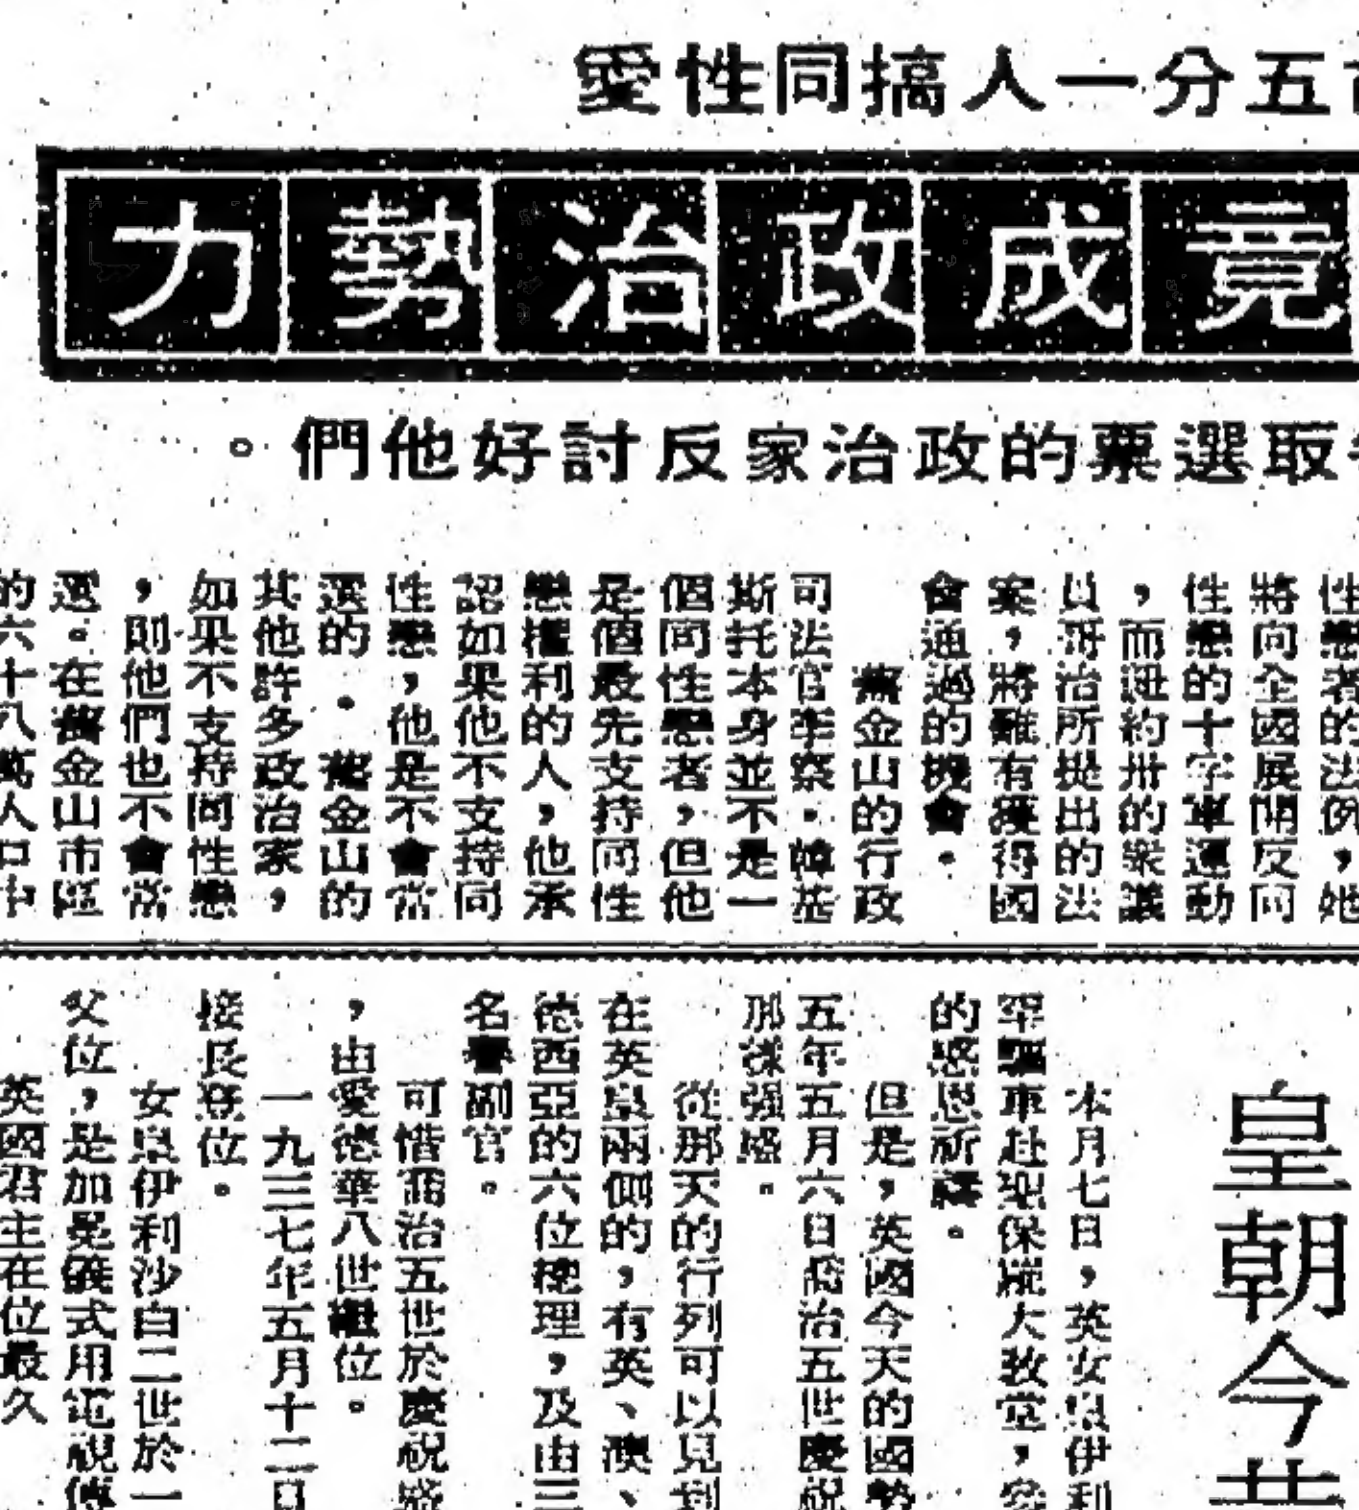 五分一人搞同性愛
竟成政治勢力
取選票的政治家反討好他們。
性戀者的法例,她
將向全國展開反同
性戀的十字軍運動
,而紐約州的衆議
員哥治所提出的法
案,將難有獲得國
會通過的機會。
舊金山的行政
司法官李察·韓基
斯托本身並不是一
個同性戀者,但他
是個最先支持同性
戀權利的人,他承
認如果他不支持同
性戀,他是不會當
選的。舊金山的
其他許多政治家,
如果不支持同性戀
,則他們也不會當
選。在舊金山市區
的六十八萬人口中
皇朝今昔
本月七日,英女皇伊利
車赴聖保羅大教堂,
的感恩祈禱。
但是,英國今天的國勢
五年五月六日喬治五世慶祝
那樣强盛。
從那天的行列可以見到
在英皇兩側的,有英、澳、
德西亞的六位總理,及由三
名譽副官。
可惜喬治五世於慶祝盛
,由愛德華八世繼位。
一九三七年五月十二日
接長登位。
女皇伊利沙白二世於一
父位,是加冕儀式用電視傳
英國君主在位最久